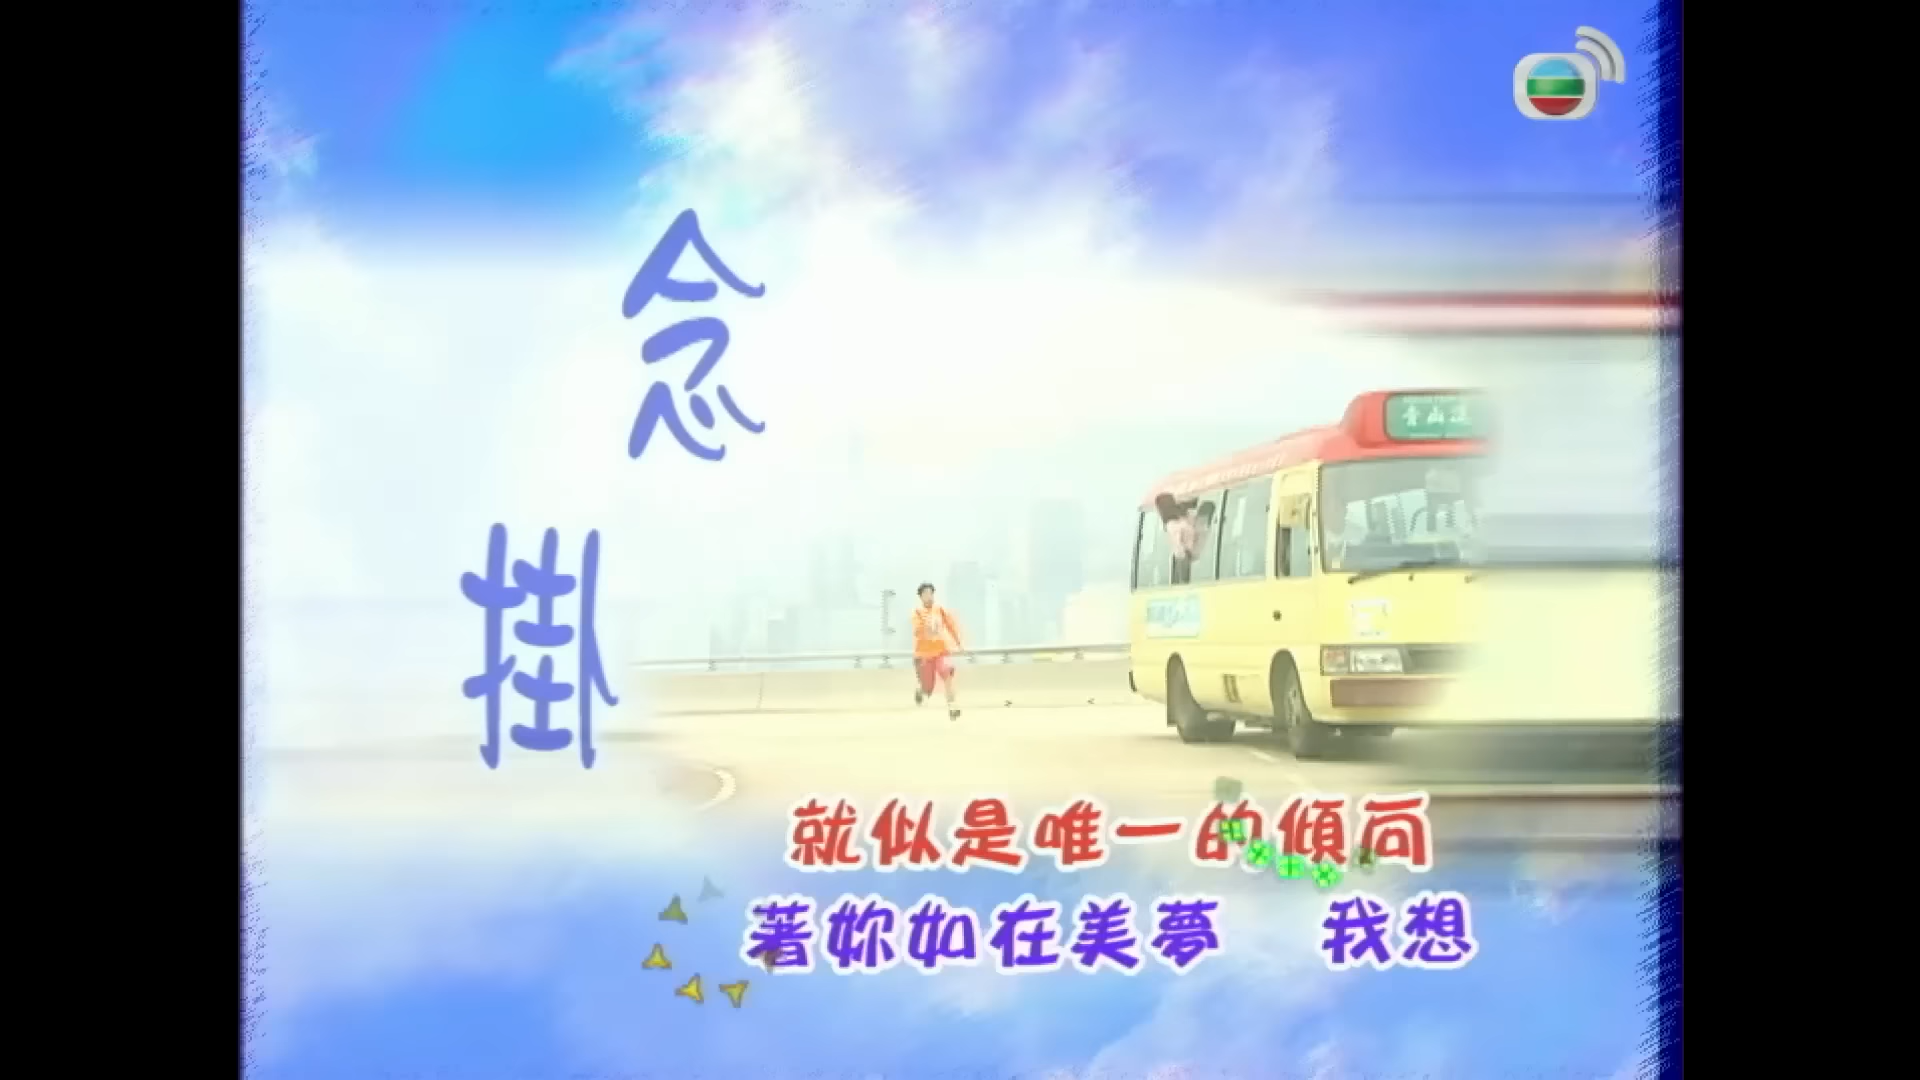 念
掛
就似是唯一的傾向
著妳如在美夢　我想